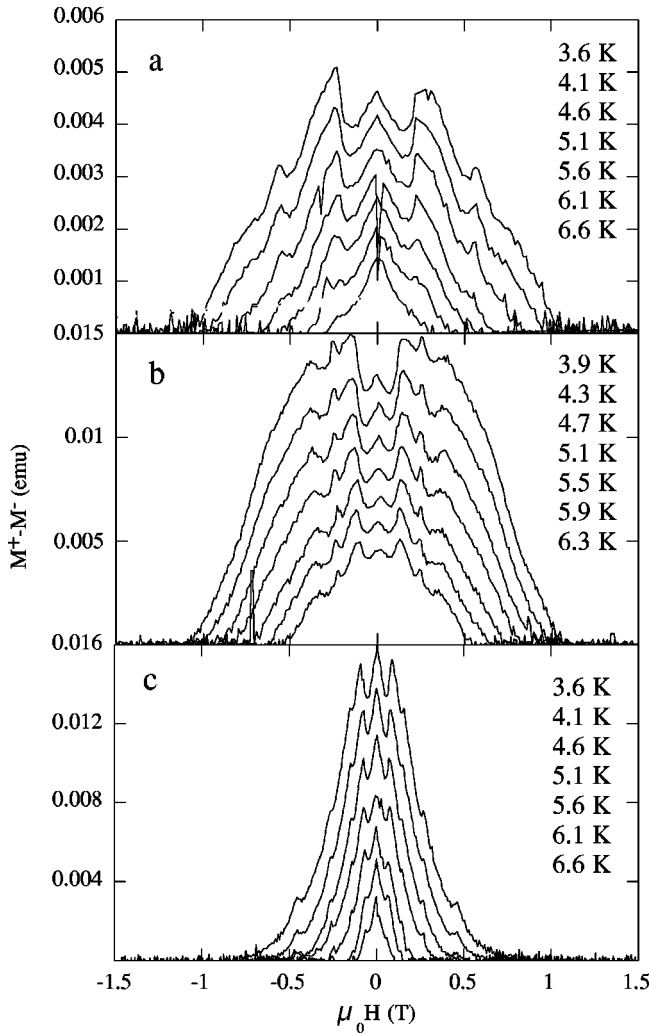 0.006
a
3.6 K
0.005
4.1 K
0.004
4.6 K
5.1 K
0.003
5.6 K
0.002
6.1 K
6.6 K
0.001
0.015
b
3.9 K
4.3 K
0.01
4.7 K
5.1 K
5.5 K
0.005
5.9 K
6.3 K
0.016
M+-M- (emu)
c
3.6 K
0.012
4.1 K
4.6 K
0.008
5.1 K
5.6 K
0.004
6.1 K
6.6 K
-1.5 -1 -0.5 0 0.5 1 1.5
μ0H (T)